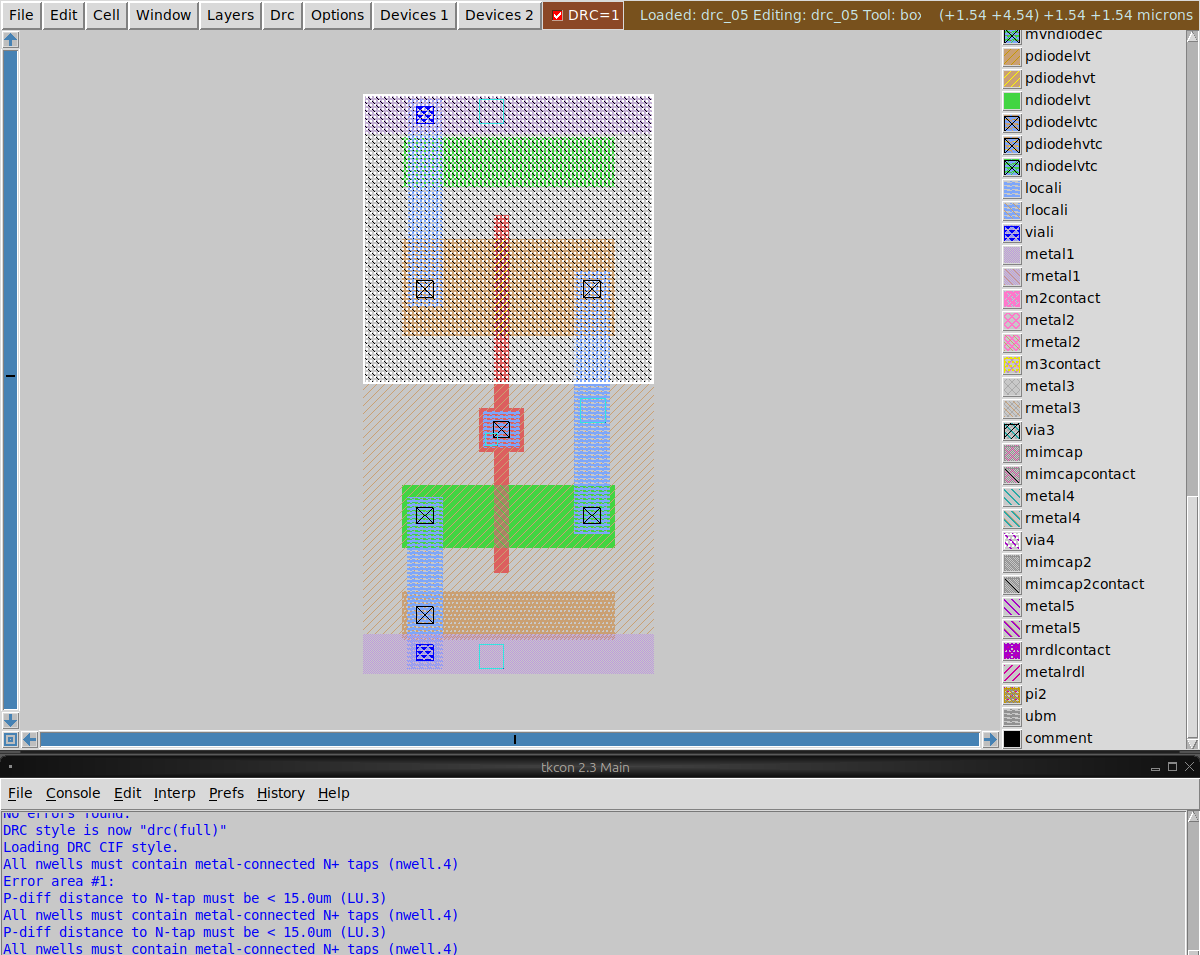 File Edit Cell Window Layers Drc Options Devices 1 Devices 2 DRC=1 Loaded: drc_05 Editing: drc_05 Tool: box (+1.54 +4.54) +1.54 +1.54 microns
mvndiodec
pdiodelvt
pdiodehvt
ndiodelvt
pdiodelvtc
pdiodehvtc
ndiodelvtc
locali
rlocali
viali
metal1
rmetal1
m2contact
metal2
rmetal2
m3contact
metal3
rmetal3
via3
mimcap
mimcapcontact
metal4
rmetal4
via4
mimcap2
mimcap2contact
metal5
rmetal5
mrdlcontact
metalrdl
pi2
ubm
comment
tkcon 2.3 Main
File Console Edit Interp Prefs History Help
No errors found.
DRC style is now "drc(full)"
Loading DRC CIF style.
All nwells must contain metal-connected N+ taps (nwell.4)
Error area #1:
P-diff distance to N-tap must be < 15.0um (LU.3)
All nwells must contain metal-connected N+ taps (nwell.4)
P-diff distance to N-tap must be < 15.0um (LU.3)
All nwells must contain metal-connected N+ taps (nwell.4)